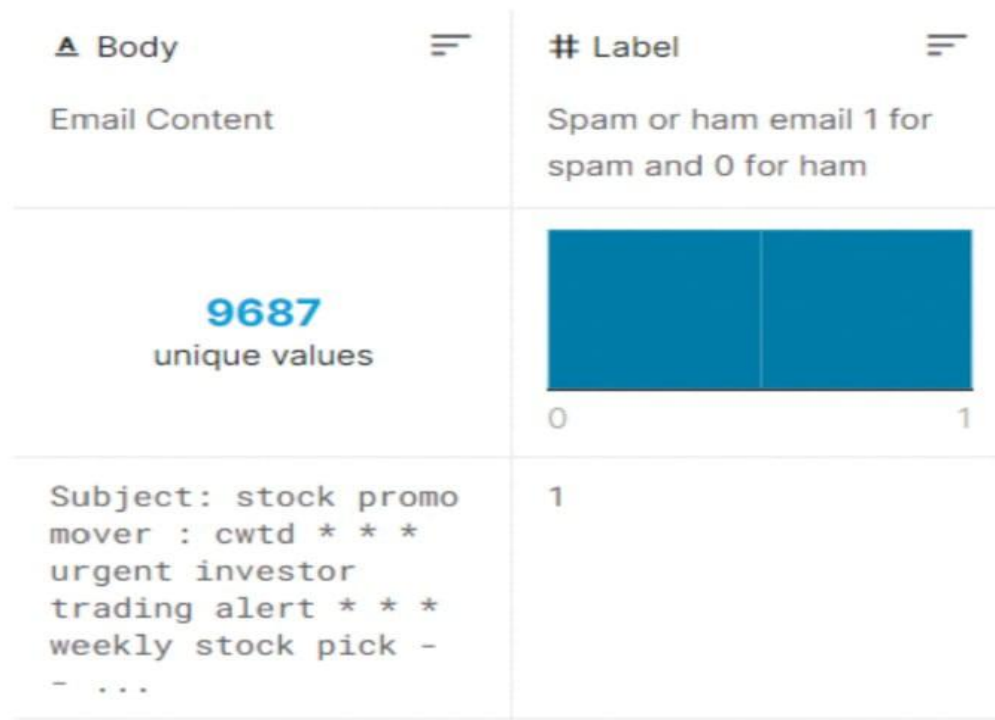 Body
# Label
Email Content
Spam or ham email 1 for
spam and 0 for ham
9687
unique values
0
1
Subject: stock promo
mover : cwtd * * *
urgent investor
trading alert * * *
weekly stock pick -
- ...
1